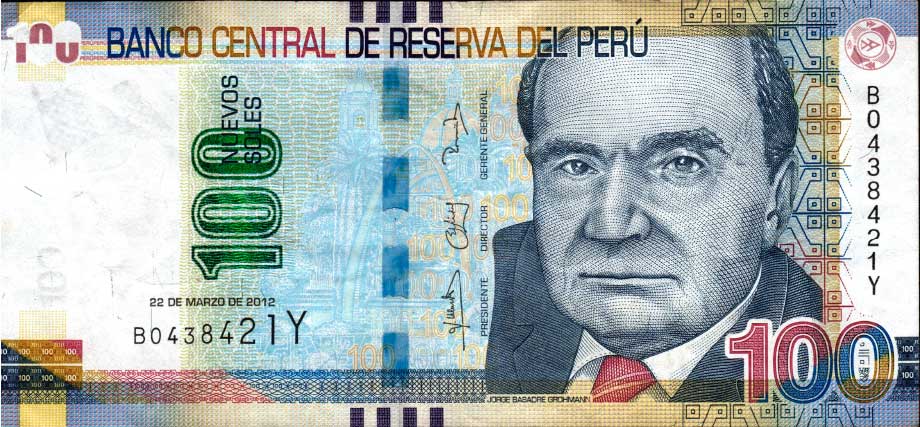 100
BANCO CENTRAL DE RESERVA DEL PERÚ
100
NUEVOS
SOLES
22 DE MARZO DE 2012
B0438421Y
PRESIDENTE
DIRECTOR
GERENTE GENERAL
B0438421Y
100
JORGE BASADRE GROHMANN